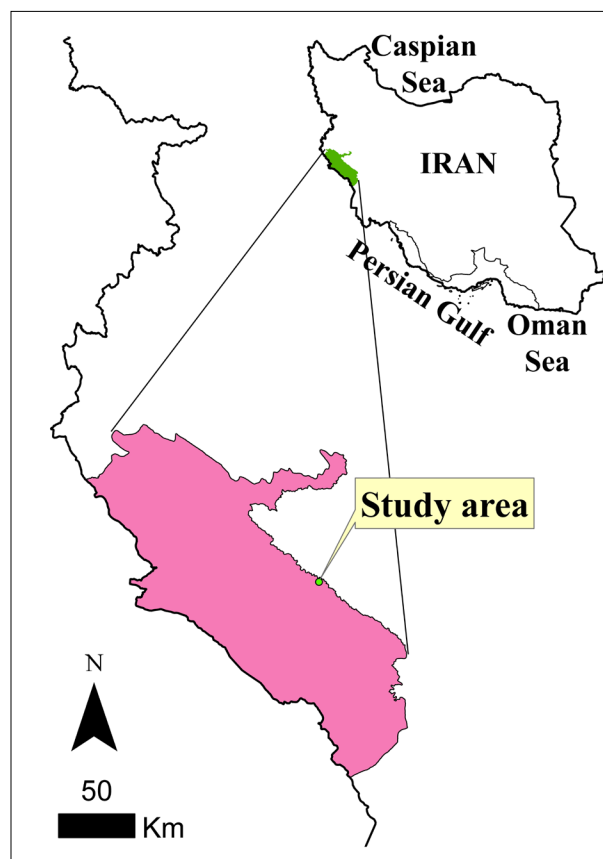 Caspian
Sea
IRAN
Persian Gulf
Oman
Sea
Study area
N
50
Km